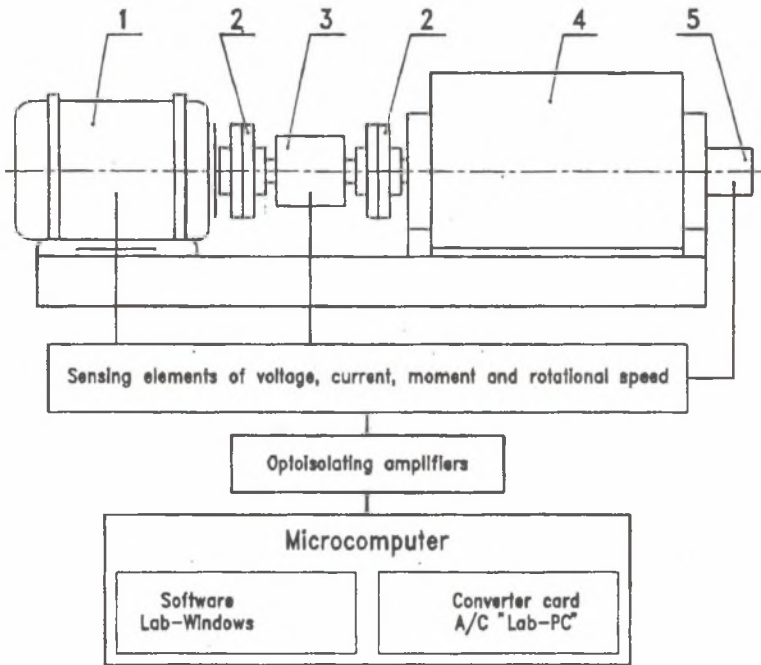 1 2 3 2 4 5
Sensing elements of voltage, current, moment and rotational speed
Optoisolating amplifiers
Microcomputer
Software
Lab-Windows
Converter card
A/C "Lab-PC"